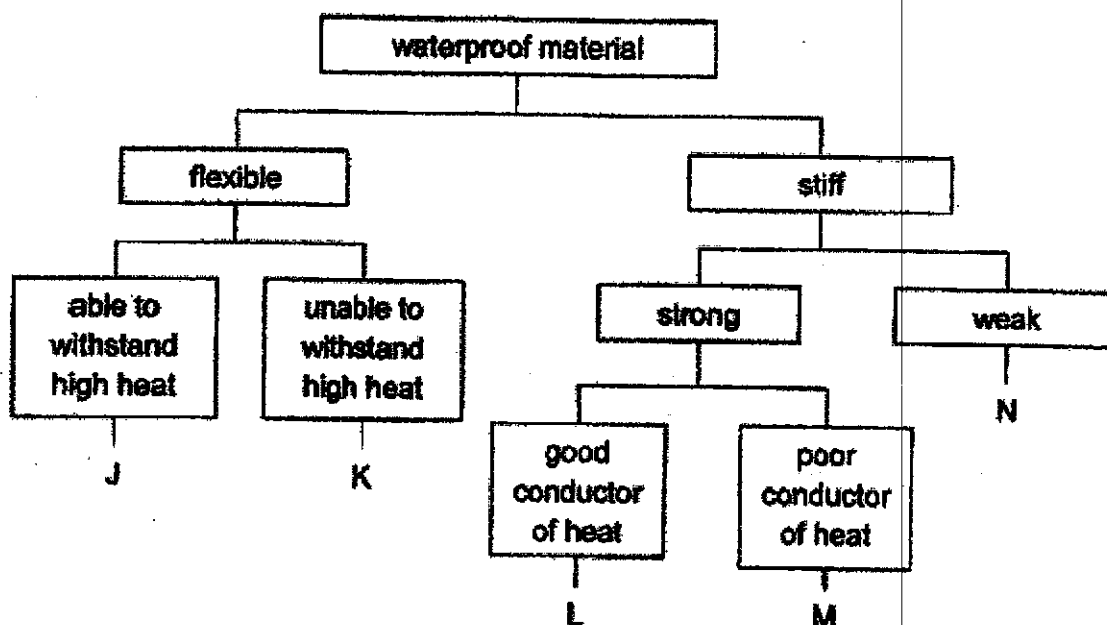 waterproof material
flexible
stiff
able to
withstand
high heat
unable to
withstand
high heat
strong
weak
J
K
N
good
conductor
of heat
poor
conductor
of heat
L
M